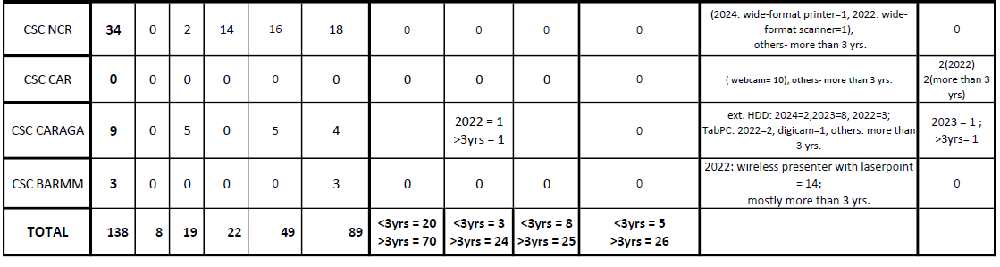 (2024: wide-format printer=1, 2022: wide-
CSC NCR 34 0 2 14 16 18 0 0 0 0 format scanner=1), 0
others- more than 3 yrs.
2(2022)
CSC CAR 0 0 0 0 0 0 0 0 0 0 ( webcam= 10), others- more than 3 yrs. 2(more than 3
yrs)
ext. HDD: 2024=2,2023=8, 2022=3;
CSC CARAGA 9 0 5 0 5 4 2022 = 1 0 TabPC: 2022=2, digicam=1, others: more than 2023 = 1 ;
>3yrs = 1 3 yrs. >3yrs= 1
2022: wireless presenter with laserpoint
CSC BARMM 3 0 0 0 0 3 0 0 0 0 = 14; 0
mostly more than 3 yrs.
TOTAL 138 8 19 22 49 89 <3yrs = 20 <3yrs = 3 <3yrs = 8 <3yrs = 5
>3yrs = 70 >3yrs = 24 >3yrs = 25 >3yrs = 26